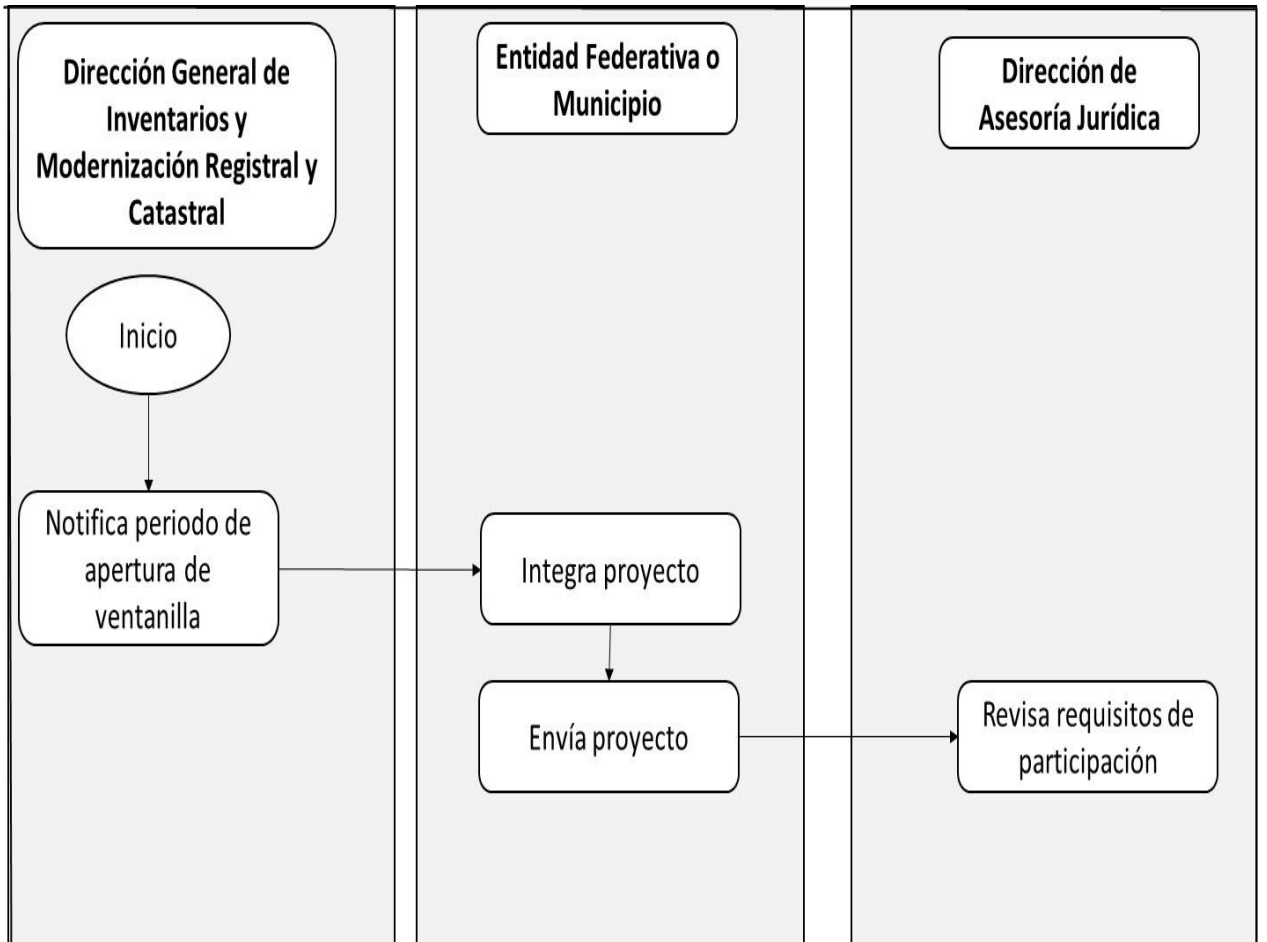 Dirección General de
Inventarios y
Modernización Registral y
Catastral
Entidad Federativa o
Municipio
Dirección de
Asesoría Jurídica
Inicio
Notifica periodo de
apertura de
ventanilla
Integra proyecto
Envía proyecto
Revisa requisitos de
participación